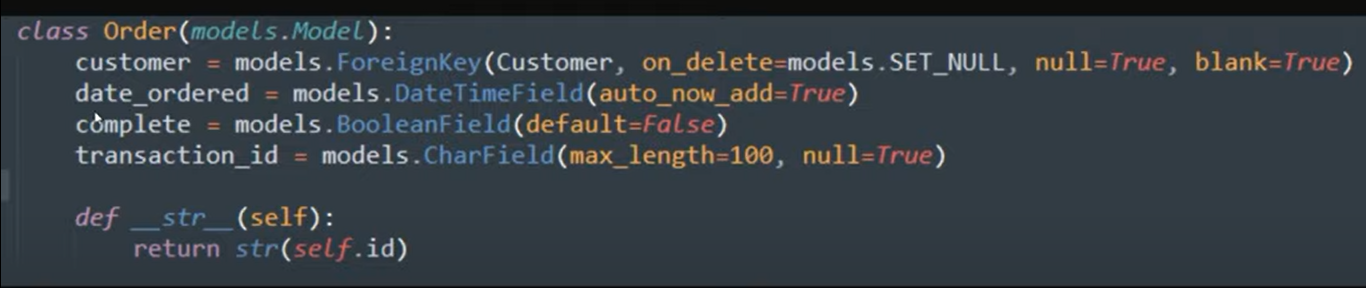 class Order(models.Model):
    customer = models.ForeignKey(Customer, on_delete=models.SET_NULL, null=True, blank=True)
    date_ordered = models.DateTimeField(auto_now_add=True)
    complete = models.BooleanField(default=False)
    transaction_id = models.CharField(max_length=100, null=True)
    def __str__(self):
        return str(self.id)